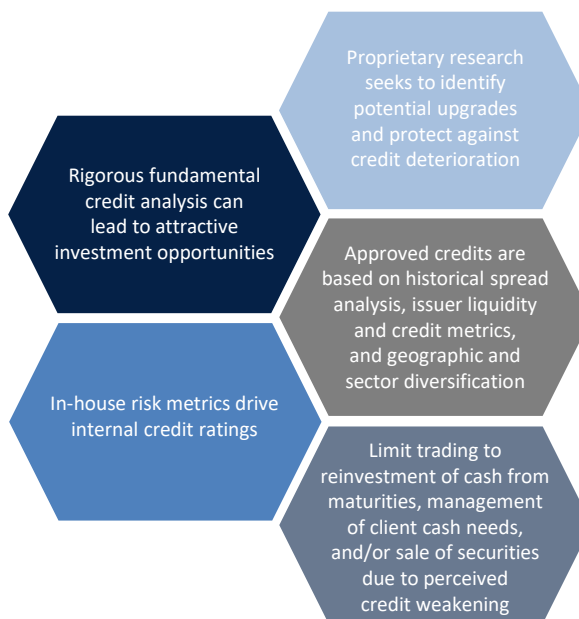 Proprietary research
seeks to identify
potential upgrades
and protect against
credit deterioration
Rigorous fundamental
credit analysis can
lead to attractive
investment opportunities
Approved credits are
based on historical spread
analysis, issuer liquidity
and credit metrics,
and geographic and
sector diversification
In-house risk metrics drive
internal credit ratings
Limit trading to
reinvestment of cash from
maturities, management
of client cash needs,
and/or sale of securities
due to perceived
credit weakening